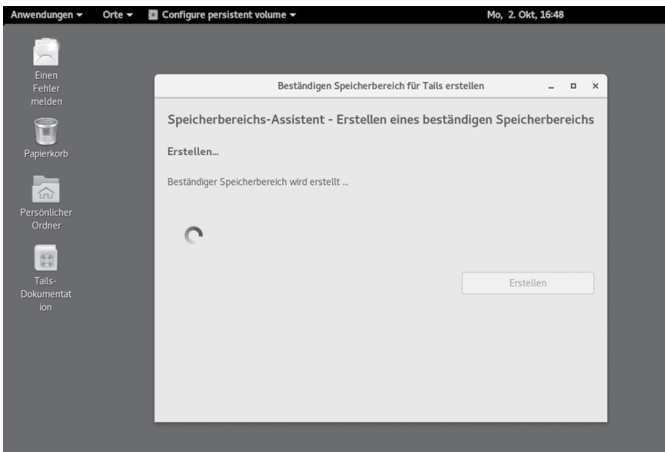 Anwendungen Orte Configure persistent volume Mo, 2. Okt, 16:48
Einen
Fehler
melden
Papierkorb
Persönlicher
Ordner
Tails-
Dokumentat
ion
Beständigen Speicherbereich für Tails erstellen
Speicherbereichs-Assistent - Erstellen eines beständigen Speicherbereichs
Erstellen...
Beständiger Speicherbereich wird erstellt ...
Erstellen